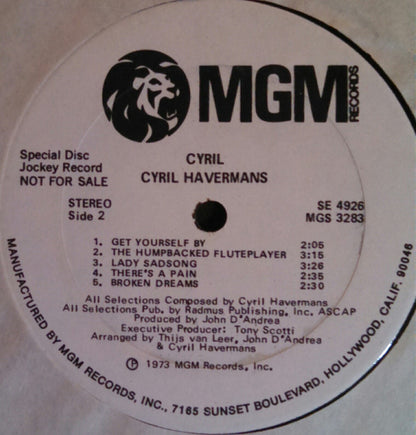 MGM RECORDS
CYRIL
CYRIL HAVERMANS
Special Disc
Jockey Record
NOT FOR SALE
STEREO
Side 2
SE 4926
MGS 3283
1. GET YOURSELF BY 2:05
2. THE HUMPBACKED FLUTEPLAYER 3:15
3. LADY SADSONG 3:26
4. THERE'S A PAIN 2:35
5. BROKEN DREAMS 2:30
All Selections Composed by Cyril Havermans
All Selections Pub. by Radmus Publishing, Inc. ASCAP
Produced by John D'Andrea
Executive Producer: Tony Scotti
Arranged by Thijs van Leer, John D'Andrea
& Cyril Havermans
Ⓟ 1973 MGM Records, Inc.
MANUFACTURED BY MGM RECORDS, INC., 7165 SUNSET BOULEVARD, HOLLYWOOD, CALIF. 90046